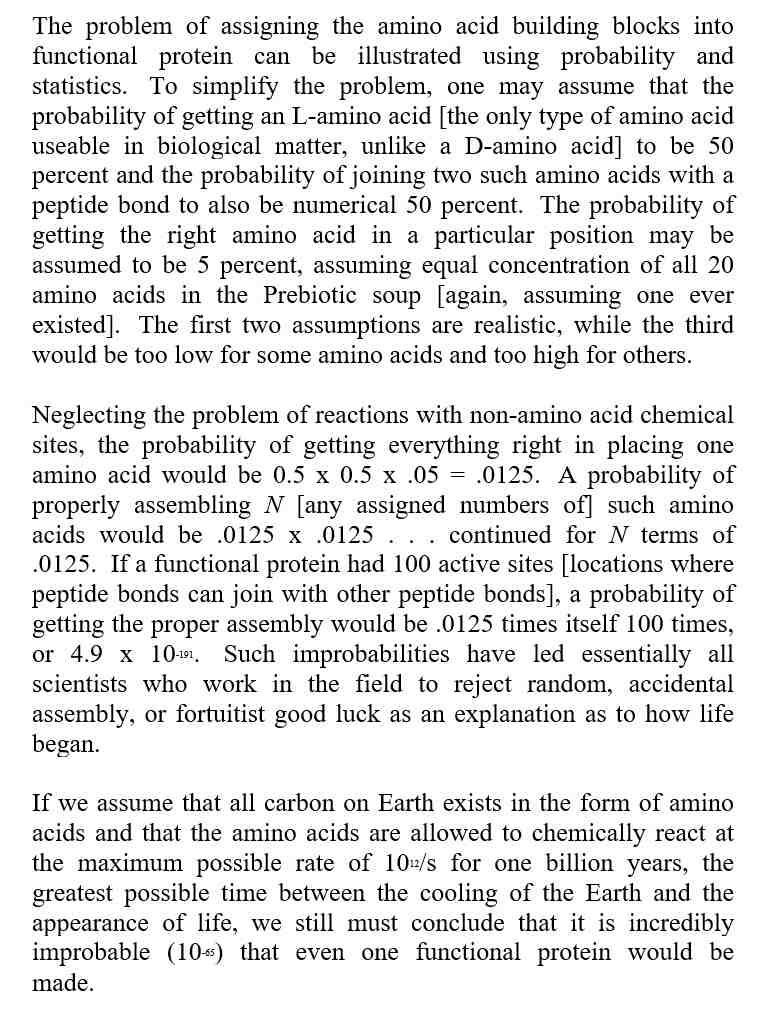 The problem of assigning the amino acid building blocks into
functional protein can be illustrated using probability and
statistics. To simplify the problem, one may assume that the
probability of getting an L-amino acid [the only type of amino acid
useable in biological matter, unlike a D-amino acid] to be 50
percent and the probability of joining two such amino acids with a
peptide bond to also be numerical 50 percent. The probability of
getting the right amino acid in a particular position may be
assumed to be 5 percent, assuming equal concentration of all 20
amino acids in the Prebiotic soup [again, assuming one ever
existed]. The first two assumptions are realistic, while the third
would be too low for some amino acids and too high for others.

Neglecting the problem of reactions with non-amino acid chemical
sites, the probability of getting everything right in placing one
amino acid would be 0.5 x 0.5 x .05 = .0125. A probability of
properly assembling N [any assigned numbers of] such amino
acids would be .0125 x .0125 . . . continued for N terms of
.0125. If a functional protein had 100 active sites [locations where
peptide bonds can join with other peptide bonds], a probability of
getting the proper assembly would be .0125 times itself 100 times,
or 4.9 x 10-191. Such improbabilities have led essentially all
scientists who work in the field to reject random, accidental
assembly, or fortuitist good luck as an explanation as to how life
began.

If we assume that all carbon on Earth exists in the form of amino
acids and that the amino acids are allowed to chemically react at
the maximum possible rate of 1012/s for one billion years, the
greatest possible time between the cooling of the Earth and the
appearance of life, we still must conclude that it is incredibly
improbable (10-65) that even one functional protein would be
made.